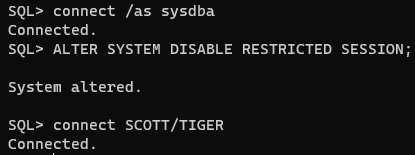 SQL> connect /as sysdba
Connected.
SQL> ALTER SYSTEM DISABLE RESTRICTED SESSION;
System altered.
SQL> connect SCOTT/TIGER
Connected.